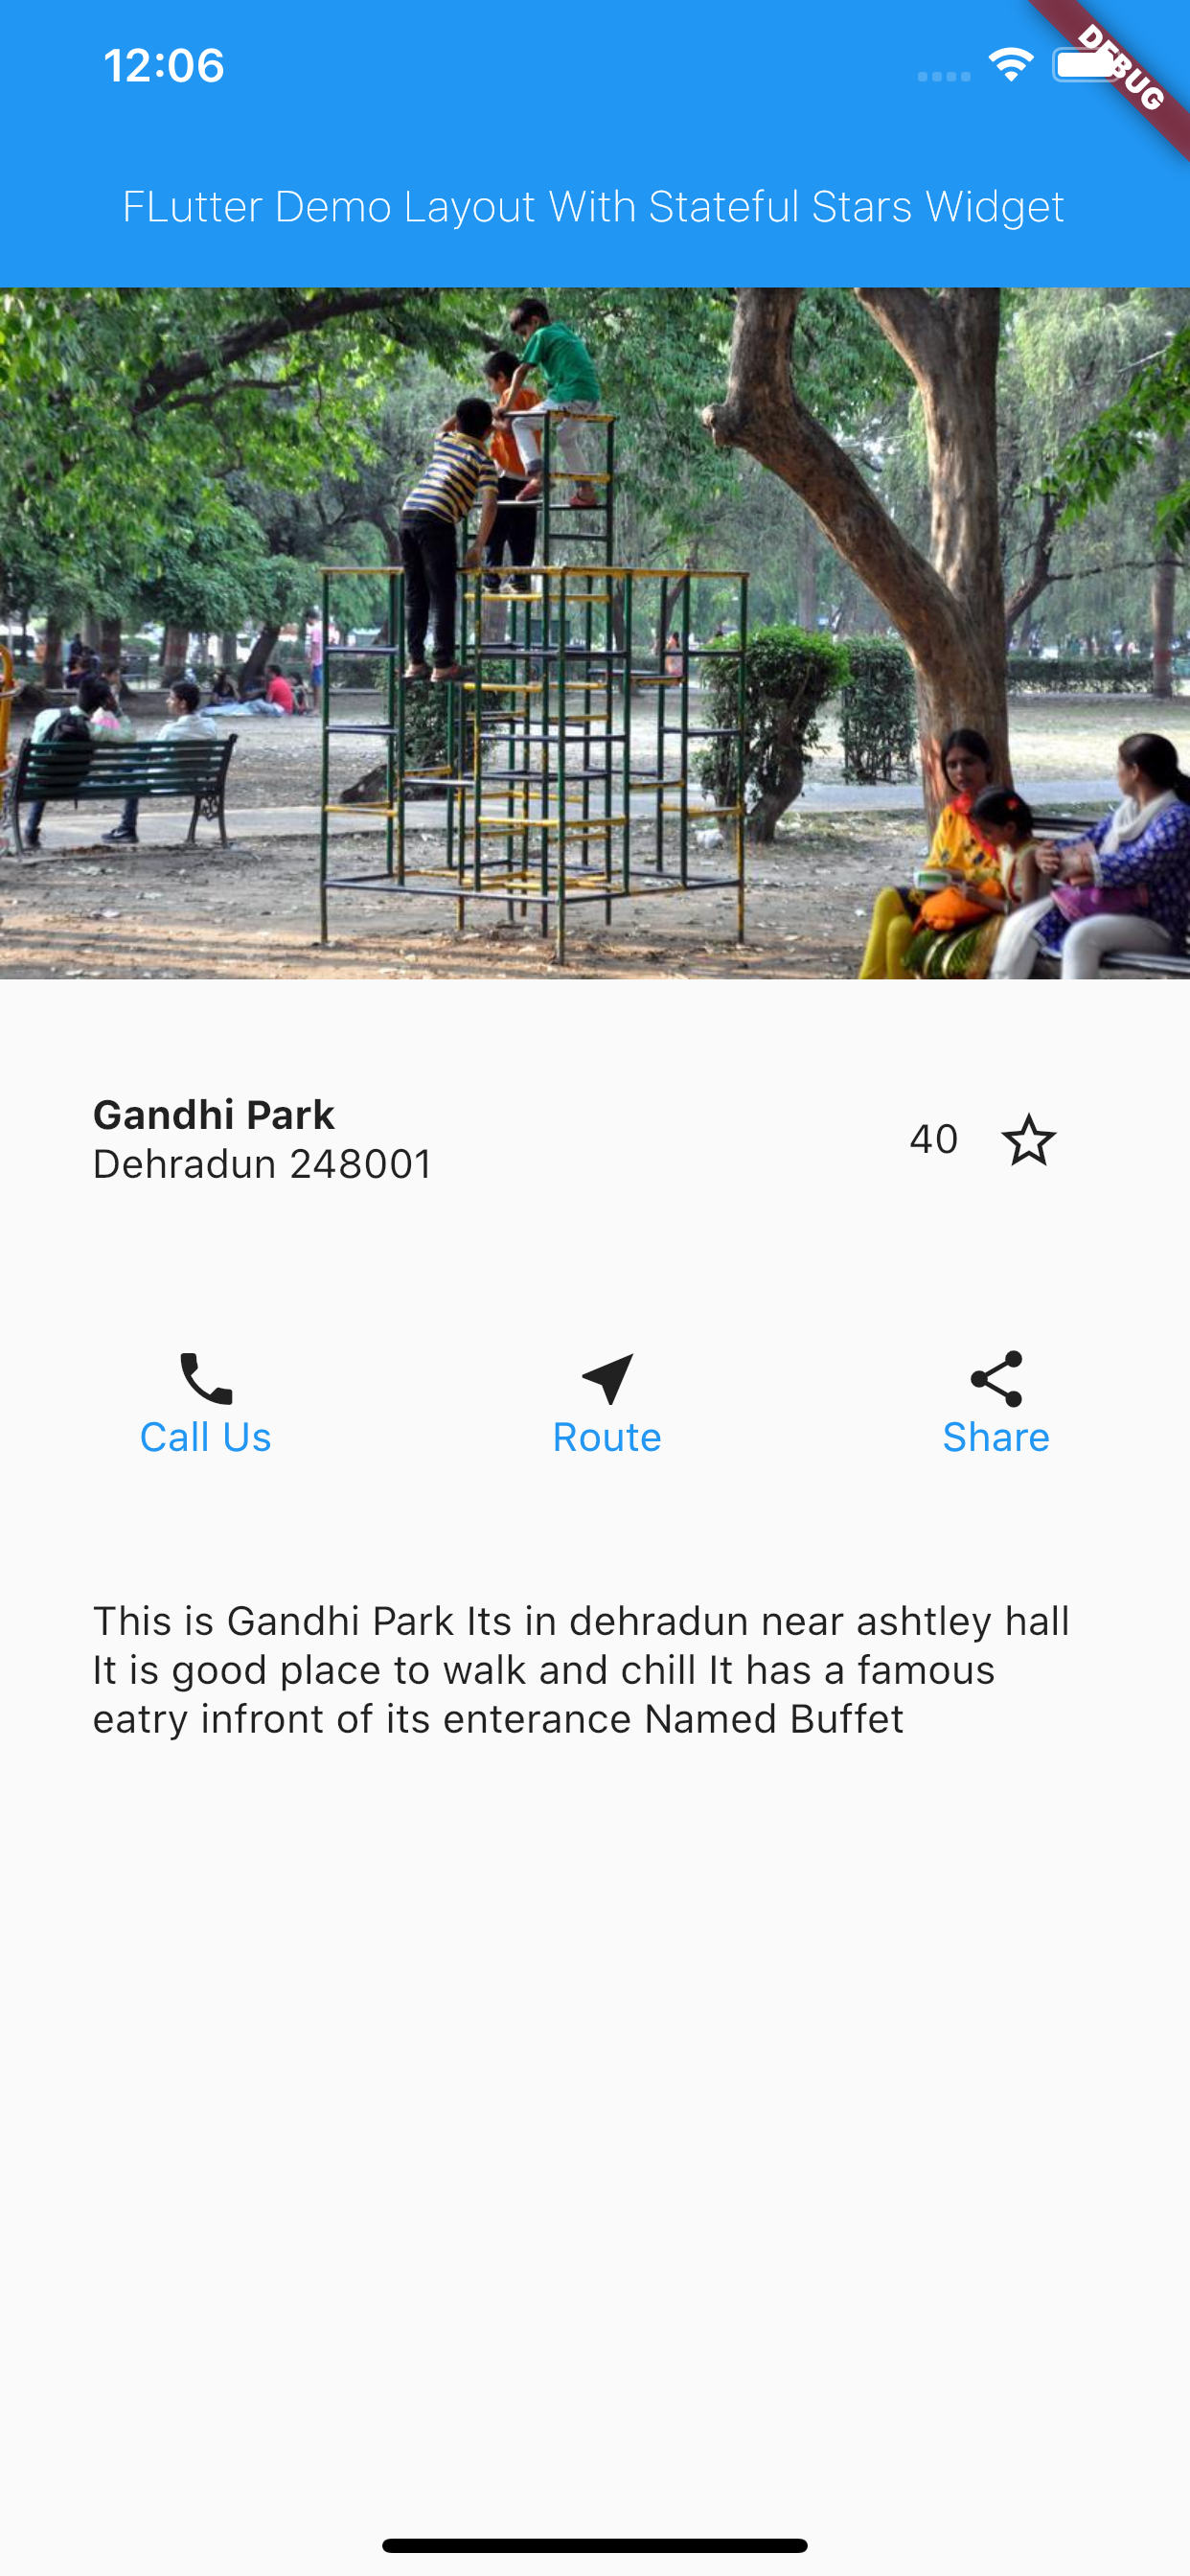 12:06
DEBUG
FLutter Demo Layout With Stateful Stars Widget
Gandhi Park
Dehradun 248001
40
Call Us
Route
Share
This is Gandhi Park Its in dehradun near ashtley hall
It is good place to walk and chill It has a famous
eatry infront of its enterance Named Buffet